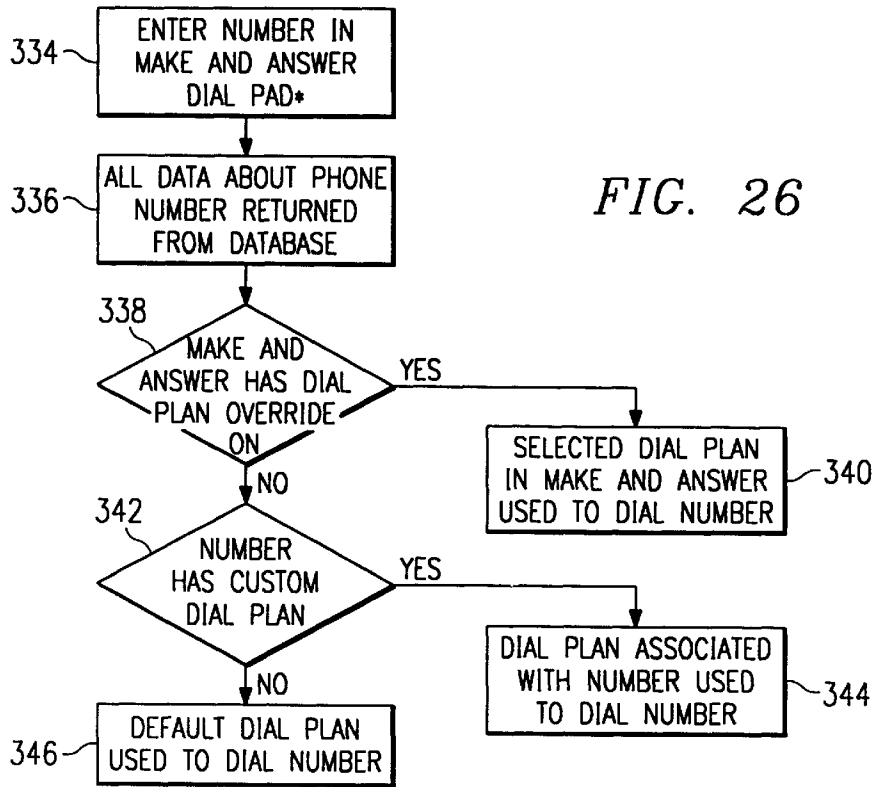 334
ENTER NUMBER IN
MAKE AND ANSWER
DIAL PAD*
336
ALL DATA ABOUT PHONE
NUMBER RETURNED
FROM DATABASE
FIG. 26
338
MAKE AND
ANSWER HAS DIAL
PLAN OVERRIDE
ON
YES
SELECTED DIAL PLAN
IN MAKE AND ANSWER
USED TO DIAL NUMBER
340
NO
342
NUMBER
HAS CUSTOM
DIAL PLAN
YES
DIAL PLAN ASSOCIATED
WITH NUMBER USED
TO DIAL NUMBER
344
NO
346
DEFAULT DIAL PLAN
USED TO DIAL NUMBER